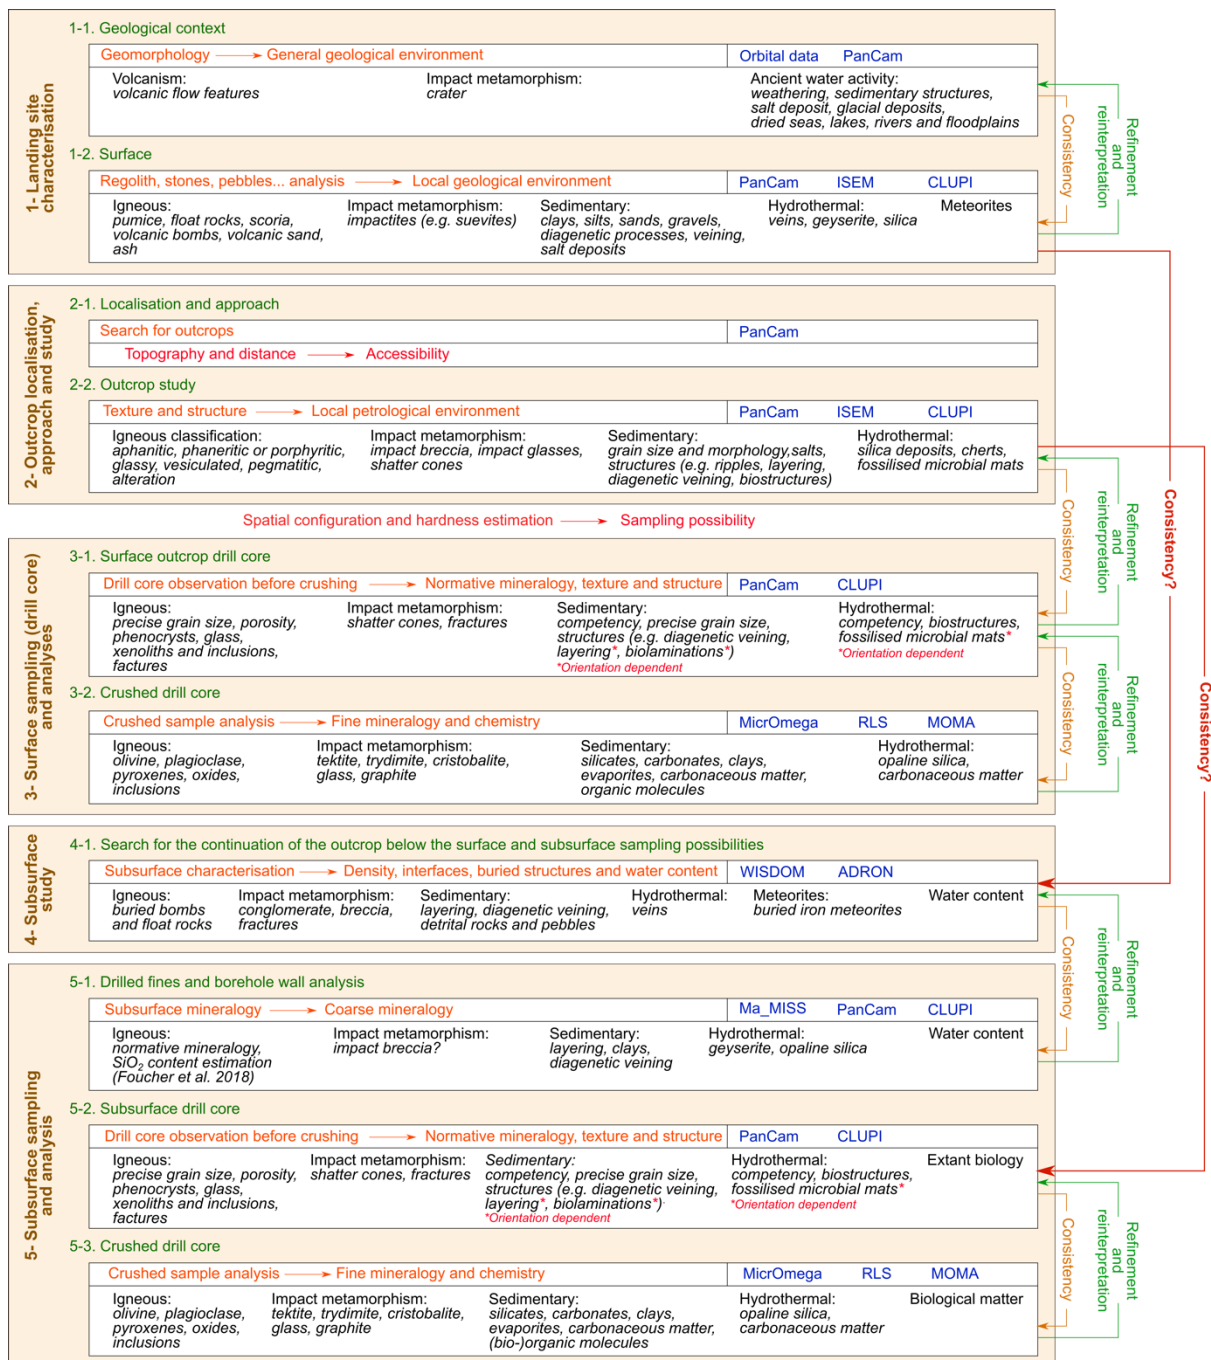 1- Landing site
characterisation
1-1. Geological context
Geomorphology → General geological environment
Orbital data PanCam
Volcanism:
volcanic flow features
Impact metamorphism:
crater
Ancient water activity:
weathering, sedimentary structures,
salt deposit, glacial deposits,
dried seas, lakes, rivers and floodplains
1-2. Surface
Regolith, stones, pebbles... analysis → Local geological environment
PanCam ISEM CLUPI
Igneous:
pumice, float rocks, scoria,
volcanic bombs, volcanic sand,
ash
Impact metamorphism:
impactites (e.g. suevites)
Sedimentary:
clays, silts, sands, gravels,
diagenetic processes, veining,
salt deposits
Hydrothermal:
veins, geyserite, silica
Meteorites
Consistency
Refinement
and
reinterpretation
2- Outcrop localisation,
approach and study
2-1. Localisation and approach
Search for outcrops
PanCam
Topography and distance → Accessibility
2-2. Outcrop study
Texture and structure → Local petrological environment
PanCam ISEM CLUPI
Igneous classification:
aphanitic, phaneritic or porphyritic,
glassy, vesiculated, pegmatitic,
alteration
Impact metamorphism:
impact breccia, impact glasses,
shatter cones
Sedimentary:
grain size and morphology,salts,
structures (e.g. ripples, layering,
diagenetic veining, biostructures)
Hydrothermal:
silica deposits, cherts,
fossilised microbial mats
Spatial configuration and hardness estimation → Sampling possibility
Consistency
Refinement
and
reinterpretation
Consistency?
Consistency?
3- Surface sampling (drill core)
and analyses
3-1. Surface outcrop drill core
Drill core observation before crushing → Normative mineralogy, texture and structure
PanCam CLUPI
Igneous:
precise grain size, porosity,
phenocrysts, glass,
xenoliths and inclusions,
factures
Impact metamorphism:
shatter cones, fractures
Sedimentary:
competency, precise grain size,
structures (e.g. diagenetic veining,
layering*, biolaminations*)
*Orientation dependent
Hydrothermal:
competency, biostructures,
fossilised microbial mats*
*Orientation dependent
3-2. Crushed drill core
Crushed sample analysis → Fine mineralogy and chemistry
MicrOmega RLS MOMA
Igneous:
olivine, plagioclase,
pyroxenes, oxides,
inclusions
Impact metamorphism:
tektite, trydimite, cristobalite,
glass, graphite
Sedimentary:
silicates, carbonates, clays,
evaporites, carbonaceous matter,
organic molecules
Hydrothermal:
opaline silica,
carbonaceous matter
Consistency
Refinement
and
reinterpretation
4- Subsurface
study
4-1. Search for the continuation of the outcrop below the surface and subsurface sampling possibilities
Subsurface characterisation → Density, interfaces, buried structures and water content
WISDOM ADRON
Igneous:
buried bombs
and float rocks
Impact metamorphism:
conglomerate, breccia,
fractures
Sedimentary:
layering, diagenetic veining,
detrital rocks and pebbles
Hydrothermal:
veins
Meteorites:
buried iron meteorites
Water content
Consistency
Refinement
and
reinterpretation
5- Subsurface sampling
and analysis
5-1. Drilled fines and borehole wall analysis
Subsurface mineralogy → Coarse mineralogy
Ma_MISS PanCam CLUPI
Igneous:
normative mineralogy,
SiO₂ content estimation
(Foucher et al. 2018)
Impact metamorphism:
impact breccia?
Sedimentary:
layering, clays,
diagenetic veining
Hydrothermal:
geyserite, opaline silica
Water content
5-2. Subsurface drill core
Drill core observation before crushing → Normative mineralogy, texture and structure
PanCam CLUPI
Igneous:
precise grain size, porosity,
phenocrysts, glass,
xenoliths and inclusions,
factures
Impact metamorphism:
shatter cones, fractures
Sedimentary:
competency, precise grain size,
structures (e.g. diagenetic veining,
layering*, biolaminations*)
*Orientation dependent
Hydrothermal:
competency, biostructures,
fossilised microbial mats*
*Orientation dependent
Extant biology
5-3. Crushed drill core
Crushed sample analysis → Fine mineralogy and chemistry
MicrOmega RLS MOMA
Igneous:
olivine, plagioclase,
pyroxenes, oxides,
inclusions
Impact metamorphism:
tektite, trydimite, cristobalite,
glass, graphite
Sedimentary:
silicates, carbonates, clays,
evaporites, carbonaceous matter,
(bio-)organic molecules
Hydrothermal:
opaline silica,
carbonaceous matter
Biological matter
Consistency
Refinement
and
reinterpretation